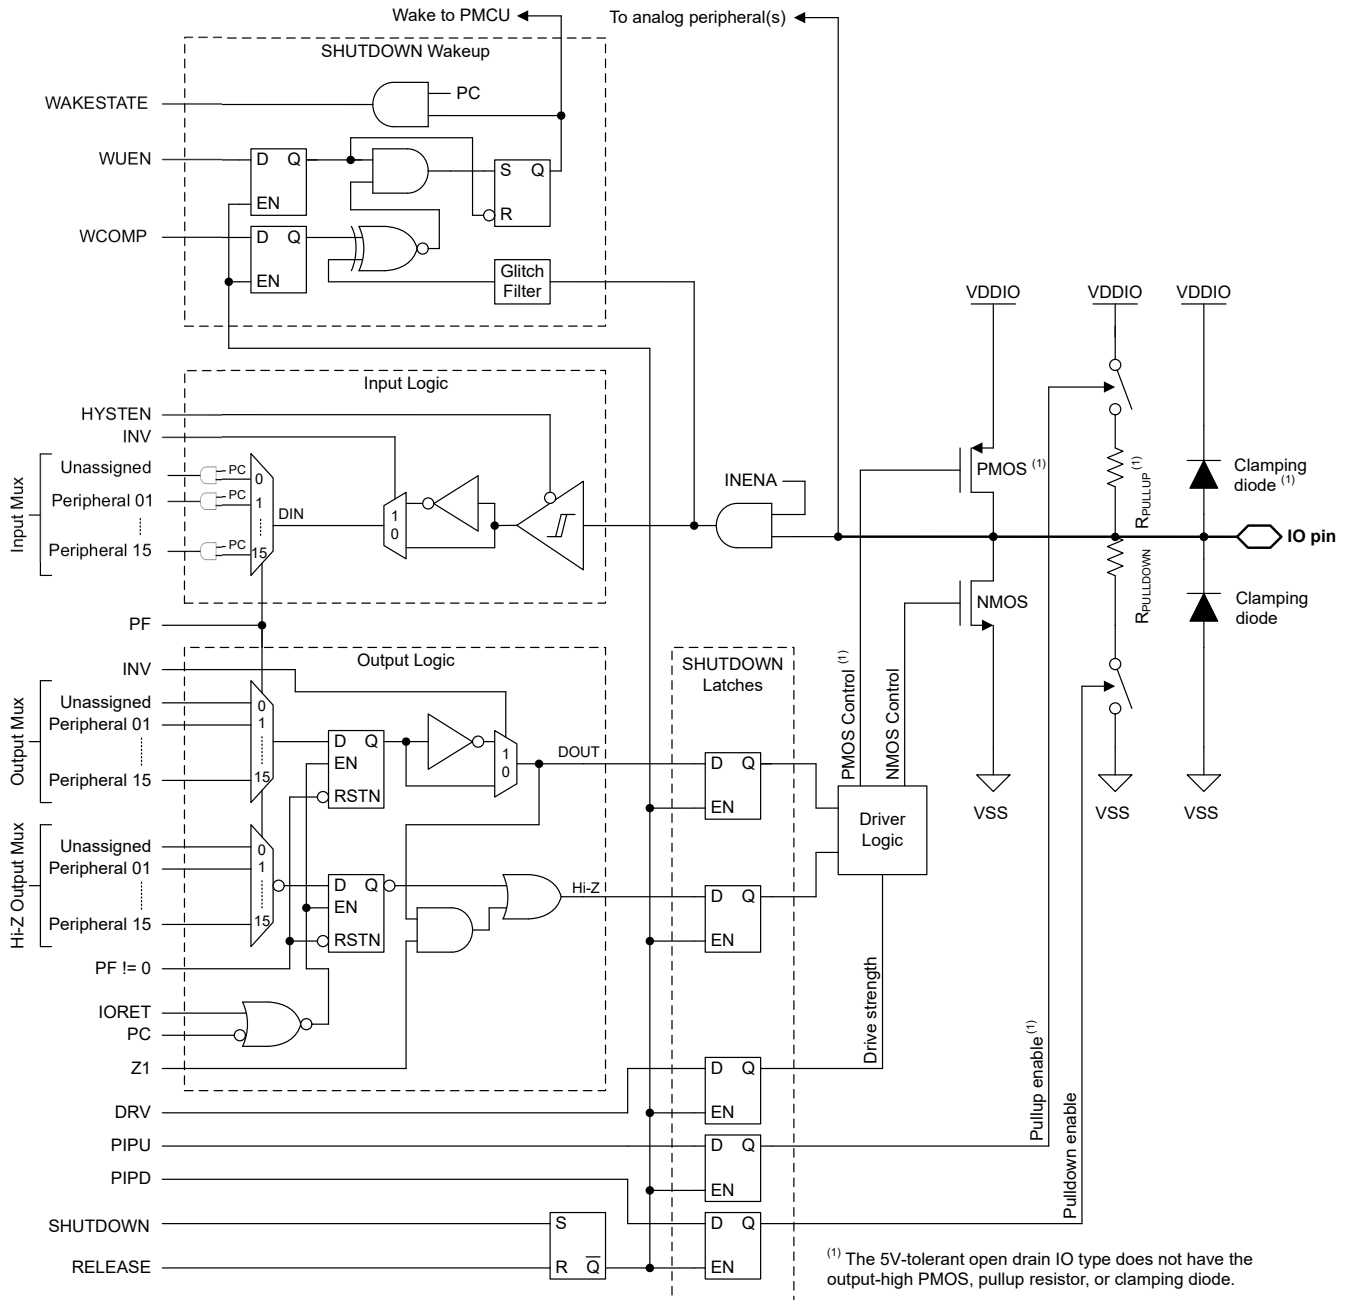 Wake to PMCU
To analog peripheral(s)
SHUTDOWN Wakeup
WAKESTATE
PC
WUEN
D Q
EN
S Q
R
WCOMP
D Q
EN
Glitch
Filter
VDDIO
VDDIO
VDDIO
Input Logic
HYSTEN
INV
Input Mux
Unassigned
PC
0
Peripheral 01
PC
1
Peripheral 15
PC
15
DIN
1
0
INENA
PMOS (1)
RPULLUP (1)
Clamping
diode (1)
IO pin
RPULLDOWN
NMOS
Clamping
diode
PF
INV
Output Logic
SHUTDOWN
Latches
PMOS Control (1)
NMOS Control
Output Mux
Unassigned
0
Peripheral 01
1
Peripheral 15
15
D Q
EN
RSTN
1
0
DOUT
D Q
EN
Driver
Logic
VSS
VSS
VSS
Hi-Z Output Mux
Unassigned
0
Peripheral 01
1
Peripheral 15
15
D Q
EN
RSTN
Hi-Z
D Q
EN
PF != 0
IORET
PC
Z1
Drive strength
D Q
EN
DRV
Pullup enable (1)
Pulldown enable
PIPU
D Q
EN
PIPD
SHUTDOWN
S
D Q
EN
RELEASE
R Q
(1) The 5V-tolerant open drain IO type does not have the
output-high PMOS, pullup resistor, or clamping diode.